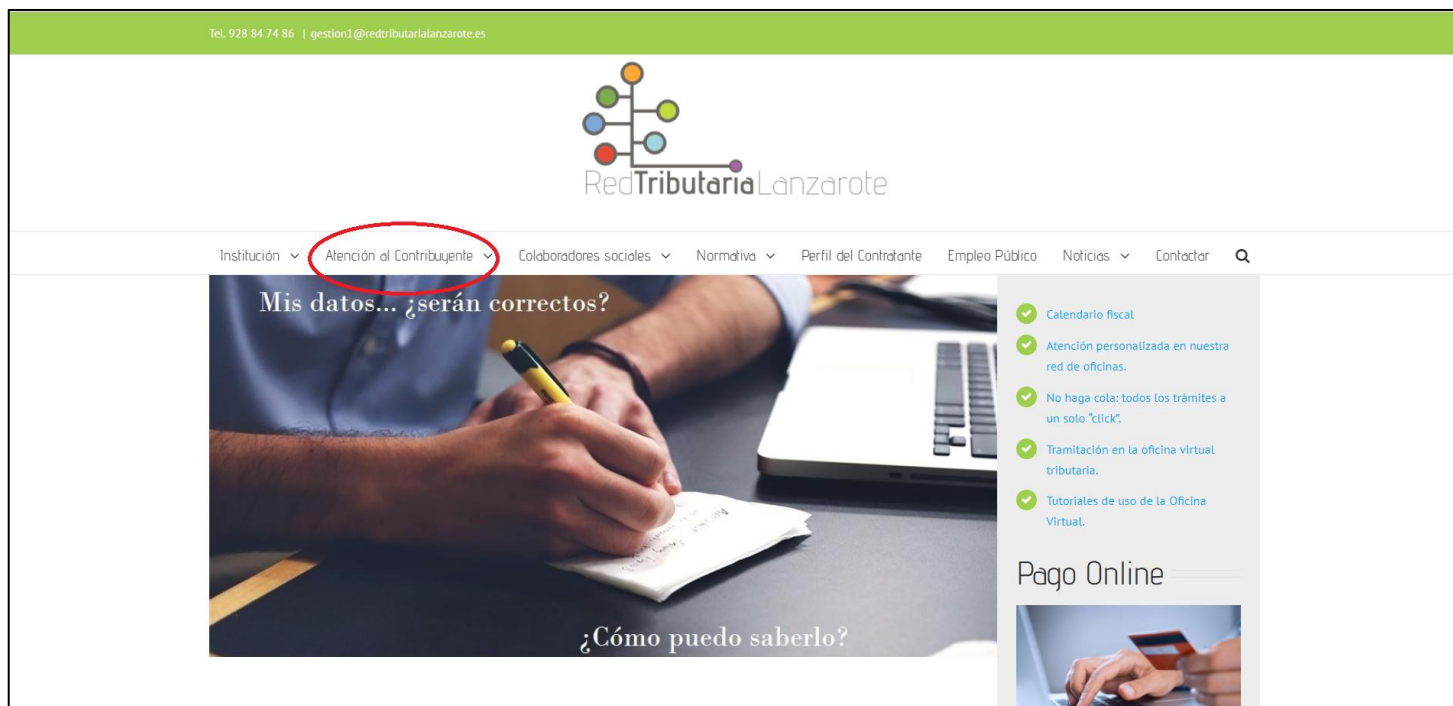 Tel. 928 84 74 86 | gestion1@redtributarialanzarote.es
RedTributariaLanzarote
Institución Atención al Contribuyente Colaboradores sociales Normativa Perfil del Contratante Empleo Público Noticias Contactar
Mis datos... ¿serán correctos?
¿Cómo puedo saberlo?
Calendario fiscal
Atención personalizada en nuestra
red de oficinas.
No haga cola: todos los trámites a
un solo "click".
Tramitación en la oficina virtual
tributaria.
Tutoriales de uso de la Oficina
Virtual.
Pago Online